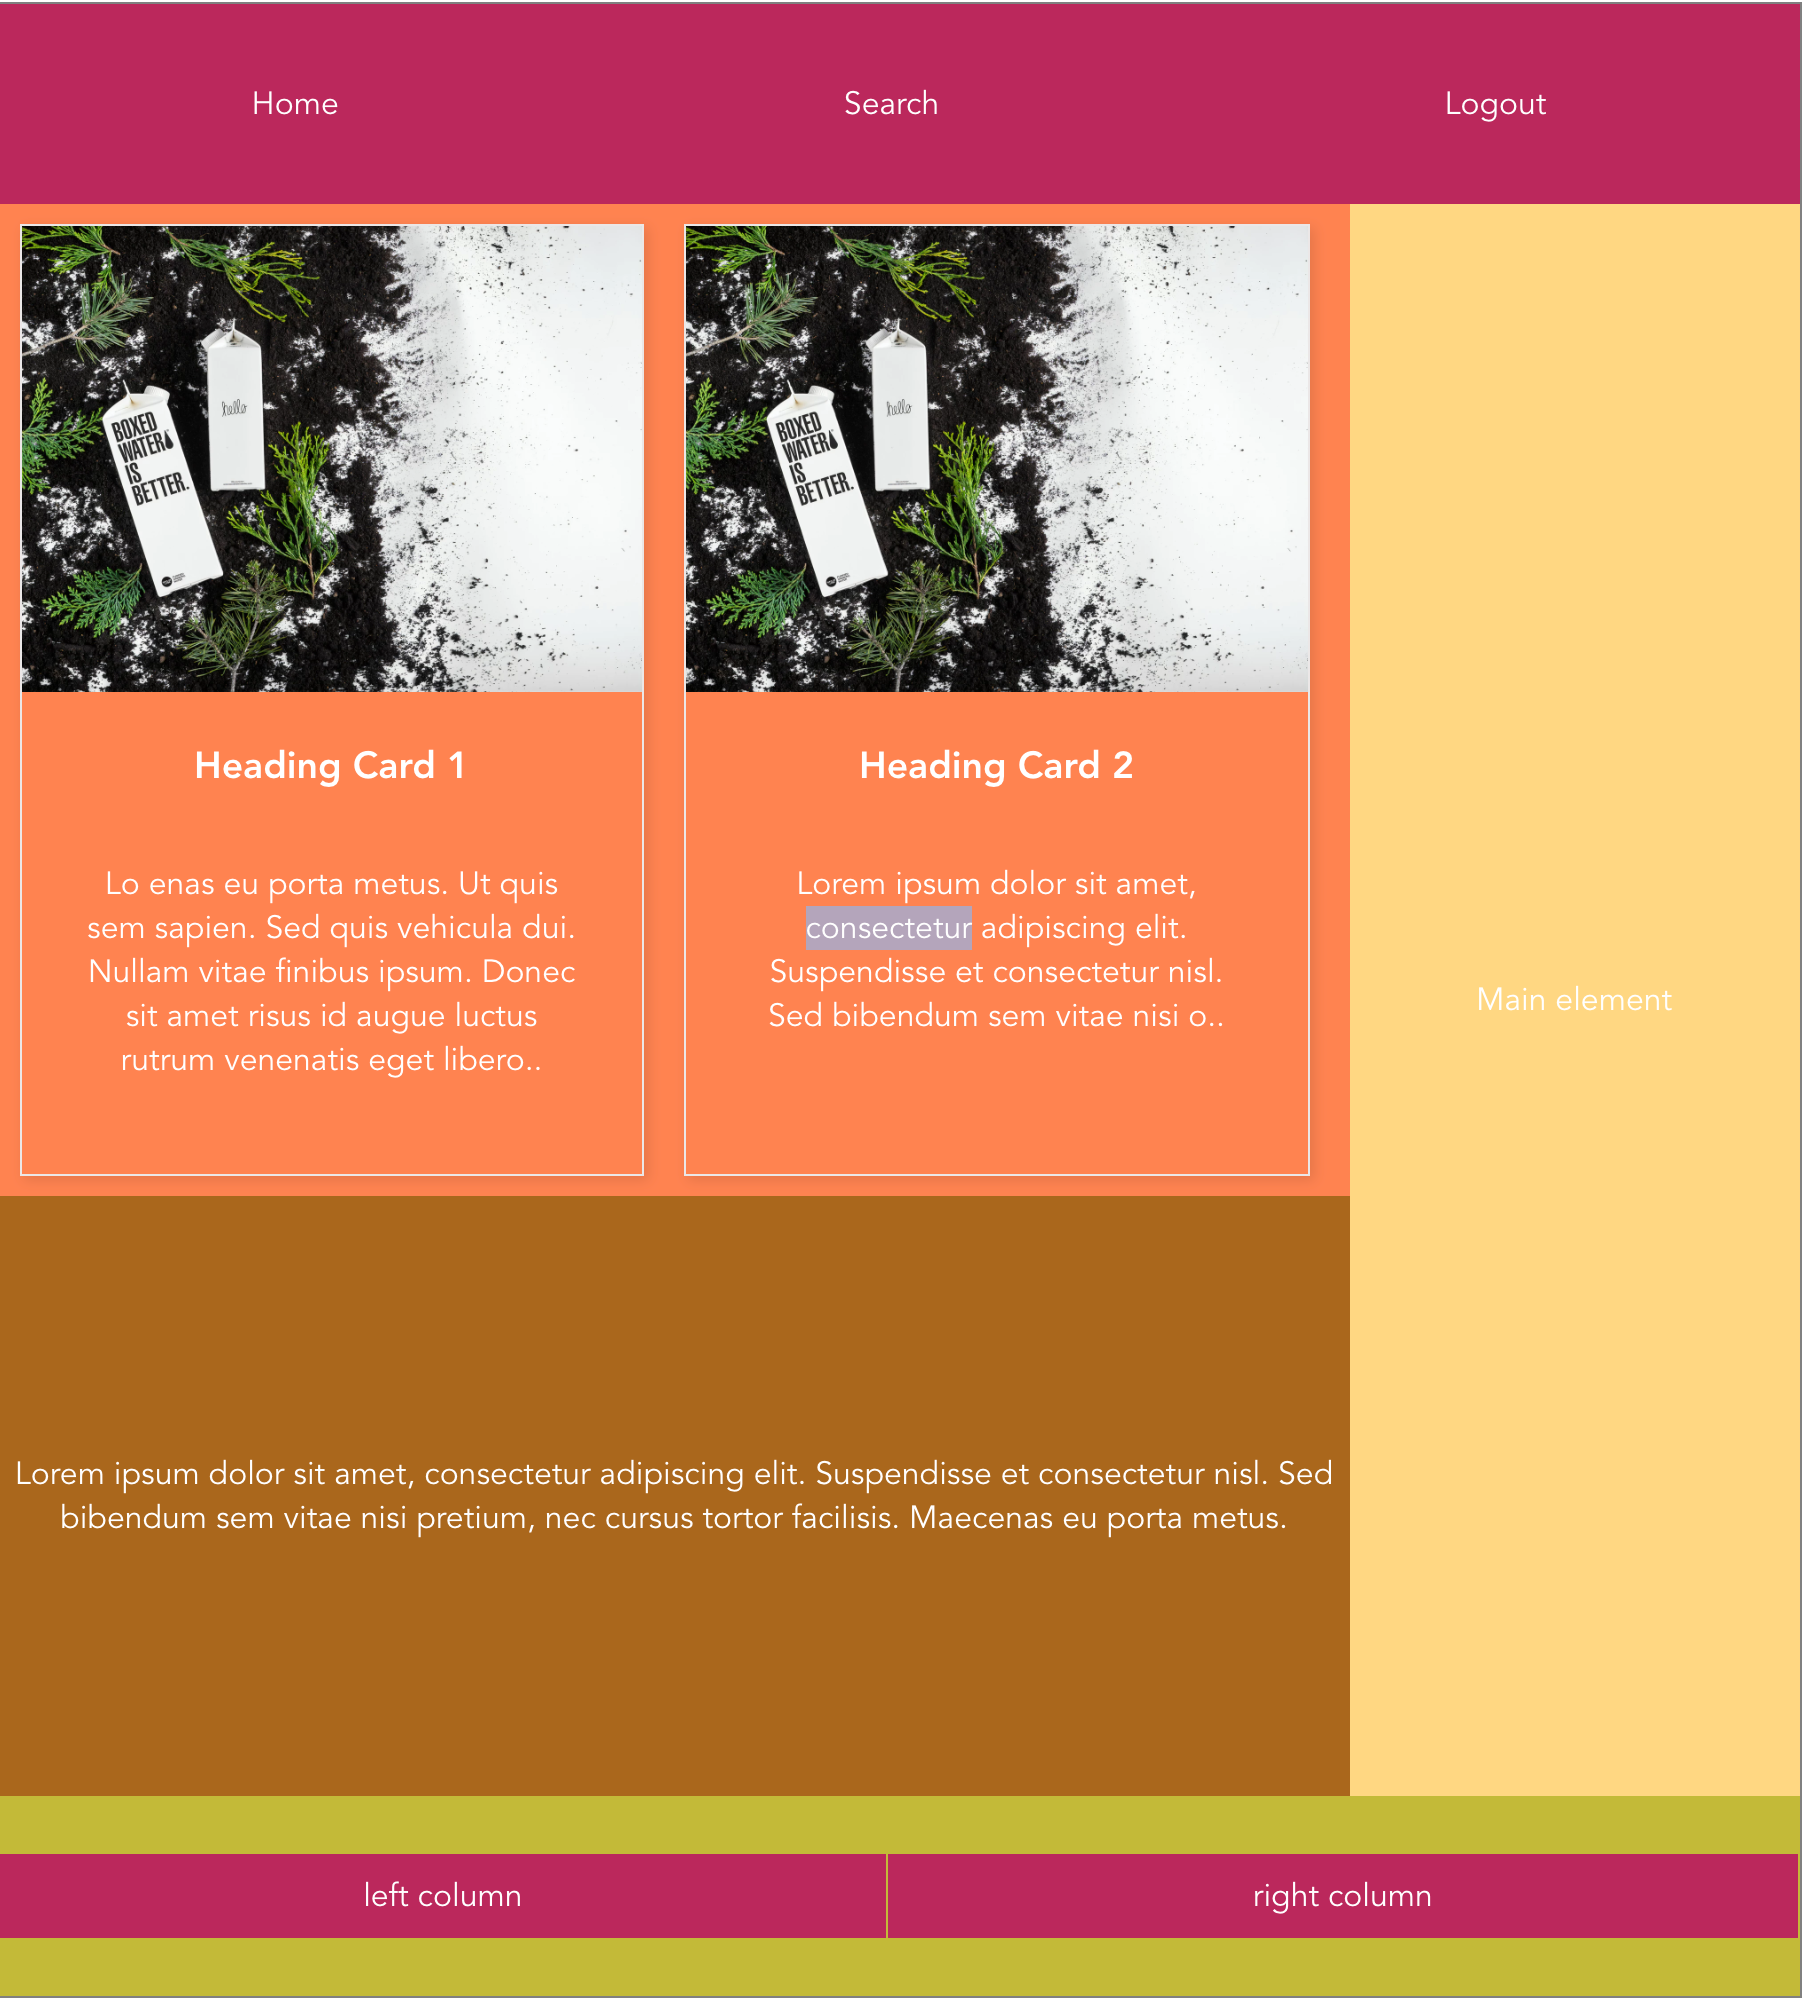 Home
Search
Logout
BOXED
WATER
IS
BETTER.
hello
BOXED
WATER
IS
BETTER.
hello
Heading Card 1
Lo enas eu porta metus. Ut quis
sem sapien. Sed quis vehicula dui.
Nullam vitae finibus ipsum. Donec
sit amet risus id augue luctus
rutrum venenatis eget libero..
Heading Card 2
Lorem ipsum dolor sit amet,
consectetur adipiscing elit.
Suspendisse et consectetur nisl.
Sed bibendum sem vitae nisi o..
Main element
Lorem ipsum dolor sit amet, consectetur adipiscing elit. Suspendisse et consectetur nisl. Sed
bibendum sem vitae nisi pretium, nec cursus tortor facilisis. Maecenas eu porta metus.
left column
right column